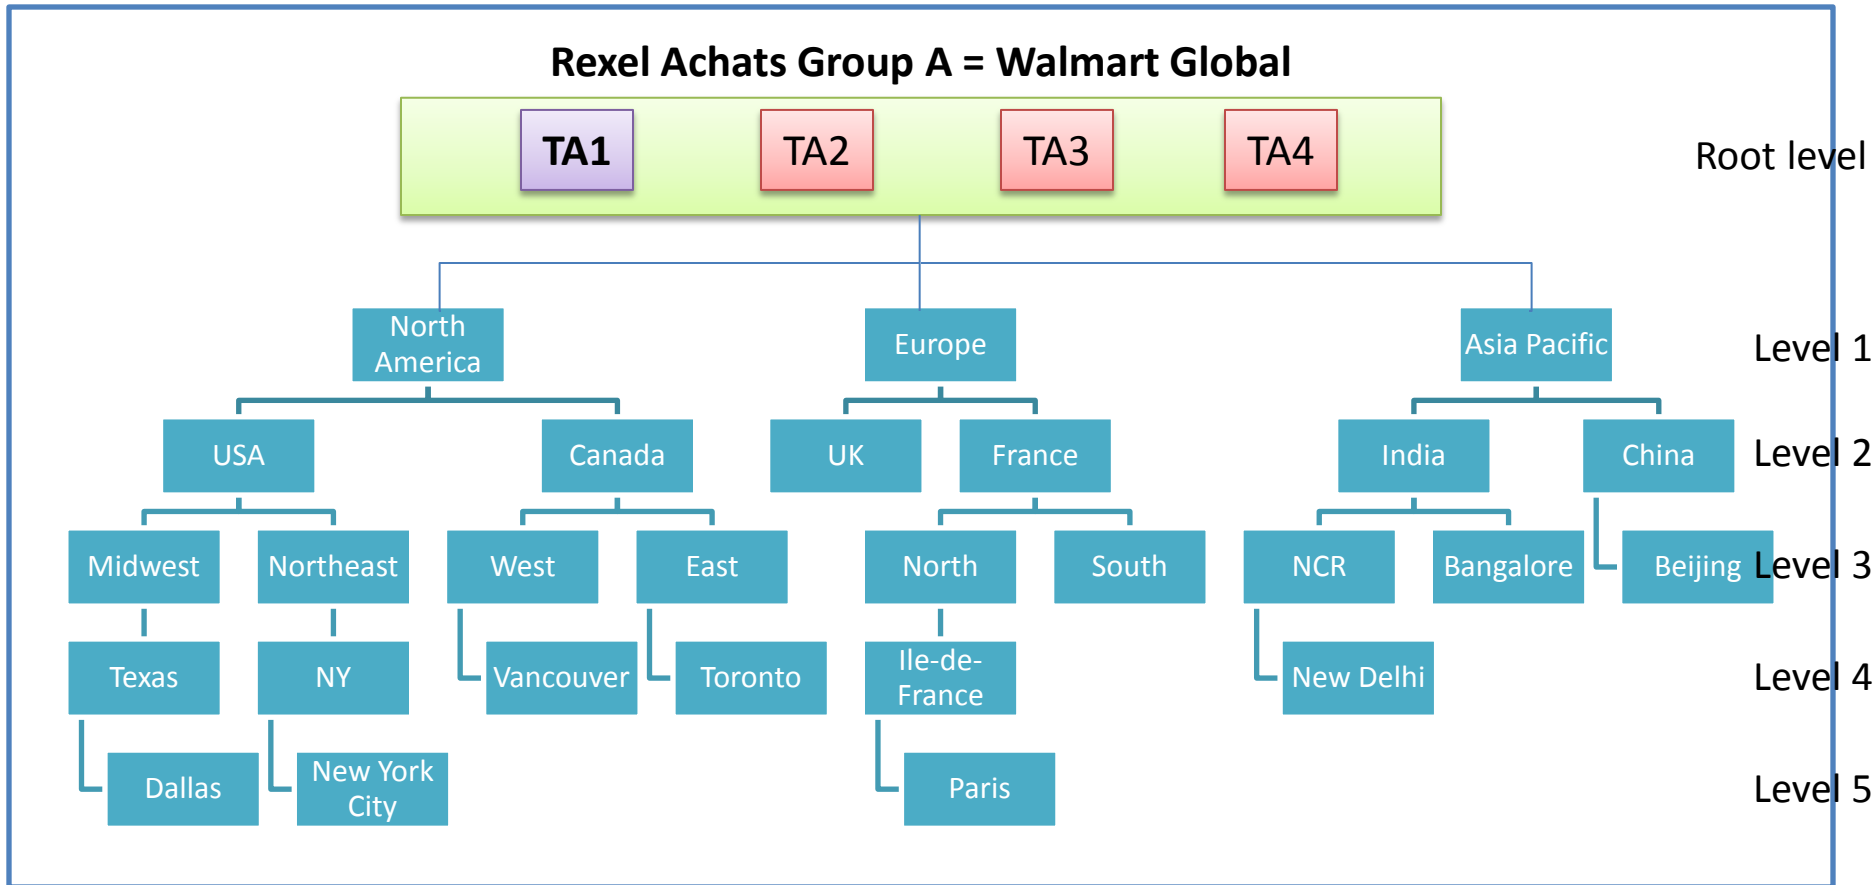 Rexel Achats Group A = Walmart Global
TA1 TA2 TA3 TA4 Root level
North
America
Europe
Asia Pacific
Level 1
USA Canada UK France India China Level 2
Midwest Northeast West East North South NCR Bangalore Beijing Level 3
Texas NY Vancouver Toronto
Ile-de-
France
New Delhi Level 4
Dallas
New York
City
Paris Level 5